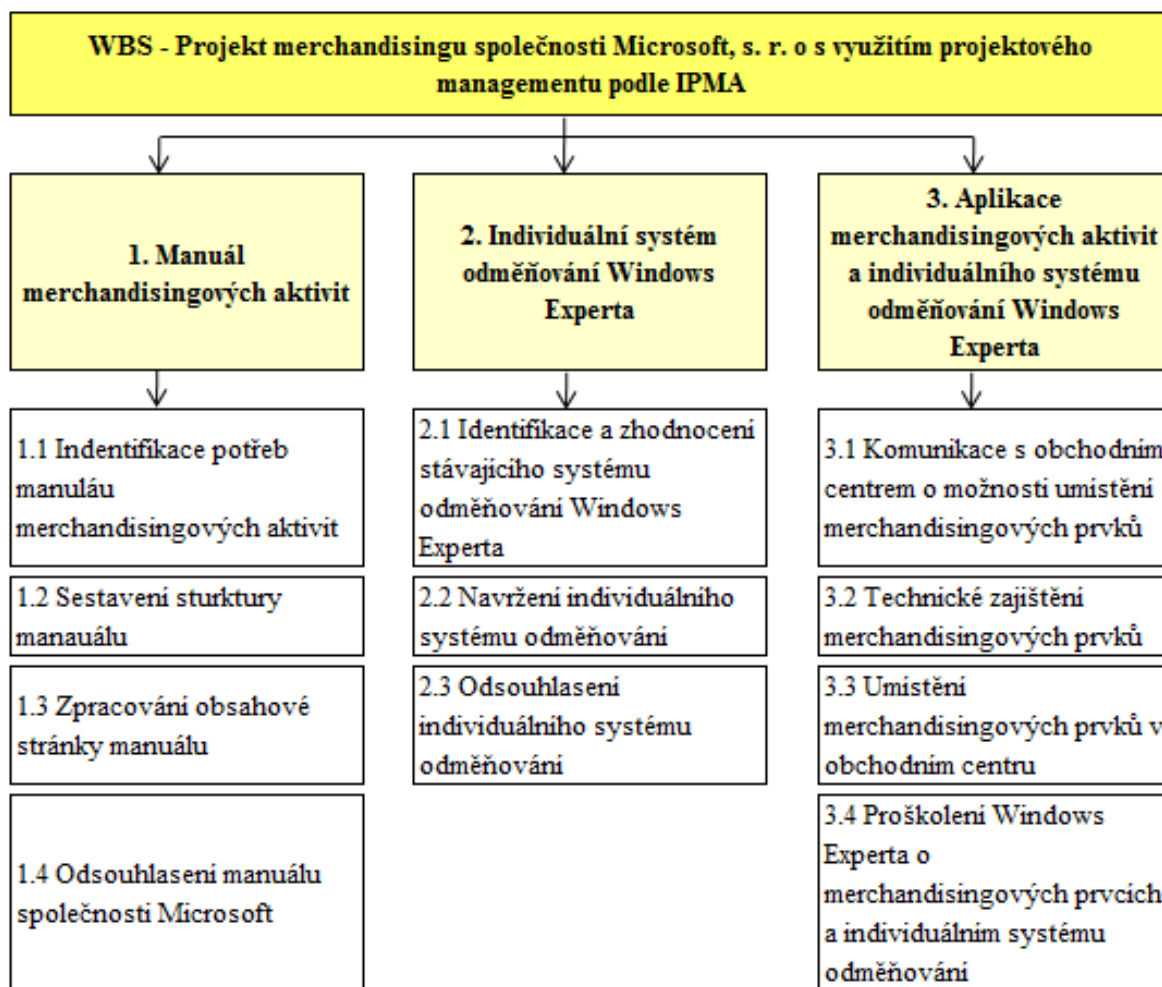 WBS - Projekt merchandisingu společnosti Microsoft, s. r. o s využitím projektového
managementu podle IPMA
1. Manuál
merchandisingových aktivit
2. Individuální systém
odměňování Windows
Experta
3. Aplikace
merchandisingových aktivit
a individuálního systému
odměňování Windows
Experta
1.1 Indentifikace potřeb
manuláu
merchandisingových aktivit
1.2 Sestavení sturktury
manauálu
1.3 Zpracování obsahové
stránky manuálu
1.4 Odsouhlasení manuálu
společnosti Microsoft
2.1 Identifikace a zhodnocení
stávajícího systému
odměňování Windows
Experta
2.2 Navržení individuálního
systému odměňování
2.3 Odsouhlasení
individuálního systému
odměňování
3.1 Komunikace s obchodním
centrem o možnosti umístění
merchandisingových prvků
3.2 Technické zajištění
merchandisingových prvků
3.3 Umístění
merchandisingových prvků v
obchodním centru
3.4 Proškolení Windows
Experta o
merchandisingových prvcích
a individuálním systému
odměňování